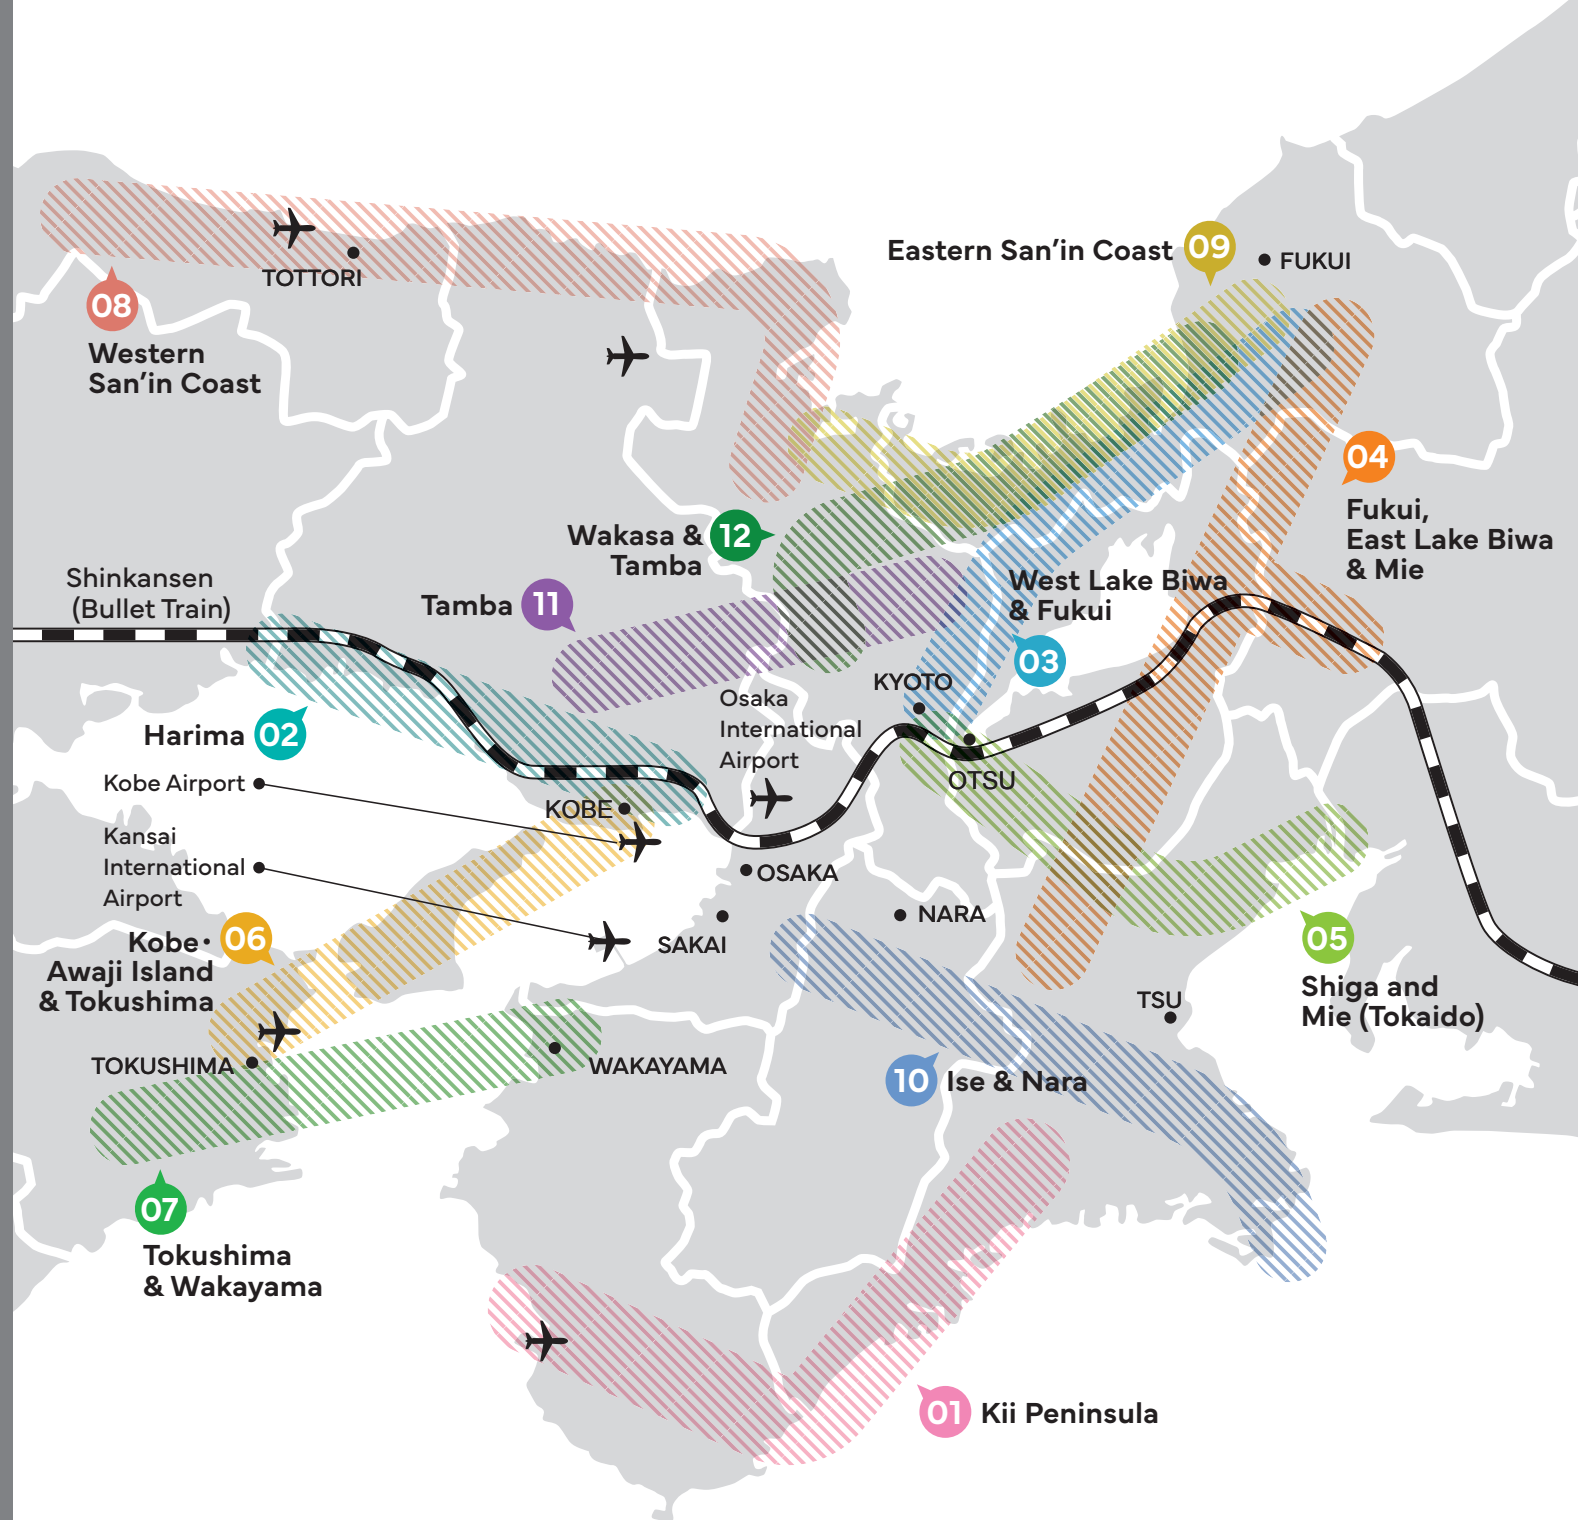 Eastern San’in Coast
09
FUKUI
TOTTORI
08
Western
San’in Coast
04
Fukui,
East Lake Biwa
& Mie
Wakasa &
Tamba
12
Shinkansen
(Bullet Train)
Tamba
11
West Lake Biwa
& Fukui
03
KYOTO
Osaka
International
Airport
Harima
02
OTSU
Kobe Airport
KOBE
Kansai
International
Airport
OSAKA
NARA
SAKAI
Kobe・
Awaji Island
& Tokushima
06
05
Shiga and
Mie (Tokaido)
TSU
TOKUSHIMA
WAKAYAMA
10
Ise & Nara
07
Tokushima
& Wakayama
01
Kii Peninsula